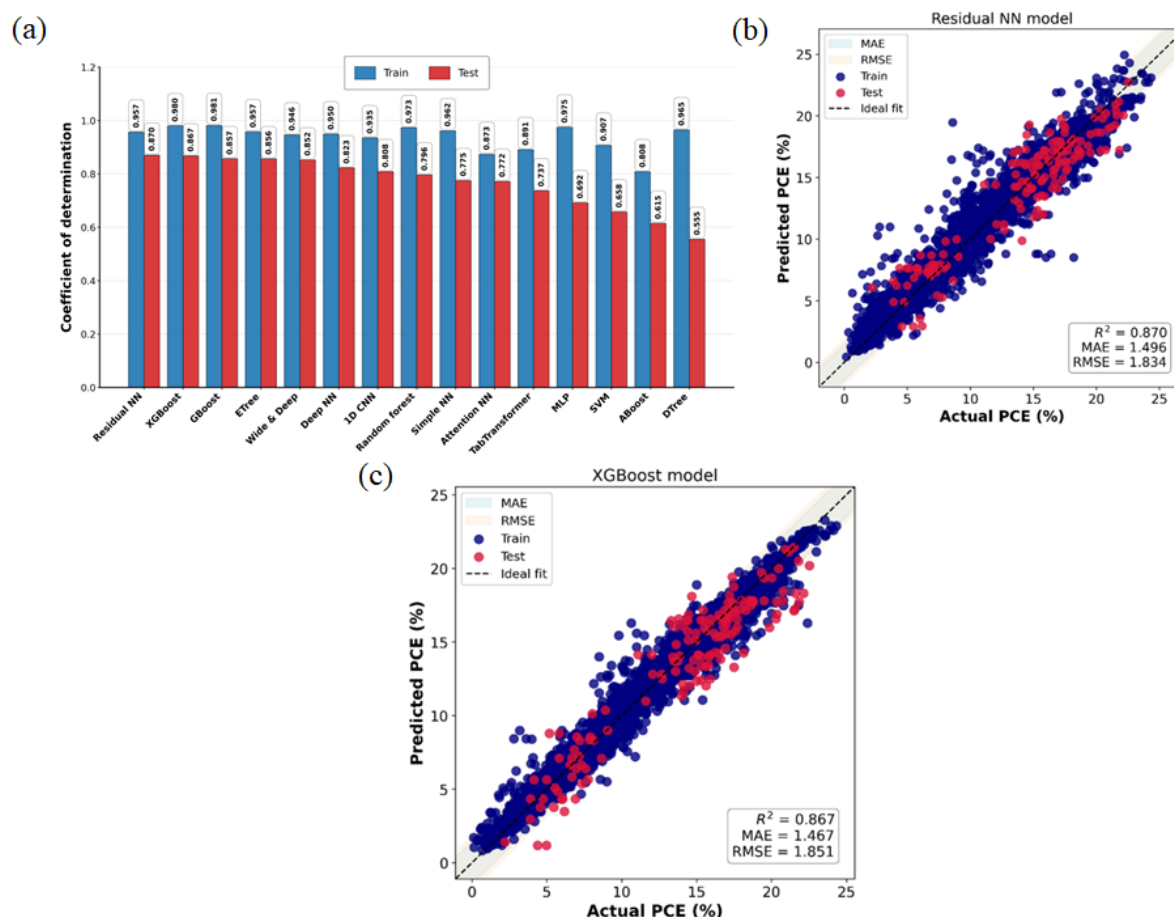 (a)
Coefficient of determination
1.2
1.0
0.8
0.6
0.4
0.2
0.0
Train
Test
0.957
0.870
0.980
0.867
0.981
0.857
0.957
0.856
0.946
0.852
0.950
0.823
0.935
0.808
0.973
0.796
0.962
0.775
0.873
0.772
0.891
0.737
0.975
0.692
0.907
0.658
0.808
0.615
0.965
0.555
Residual NN
XGBoost
GBoost
ETree
Wide & Deep
Deep NN
1D CNN
Random forest
Simple NN
Attention NN
TabTransformer
MLP
SVM
ABoost
DTree
(b)
Residual NN model
MAE
RMSE
Train
Test
Ideal fit
Predicted PCE (%)
25
20
15
10
5
0
R² = 0.870
MAE = 1.496
RMSE = 1.834
0 5 10 15 20 25
Actual PCE (%)
(c)
XGBoost model
MAE
RMSE
Train
Test
Ideal fit
Predicted PCE (%)
25
20
15
10
5
0
R² = 0.867
MAE = 1.467
RMSE = 1.851
0 5 10 15 20 25
Actual PCE (%)